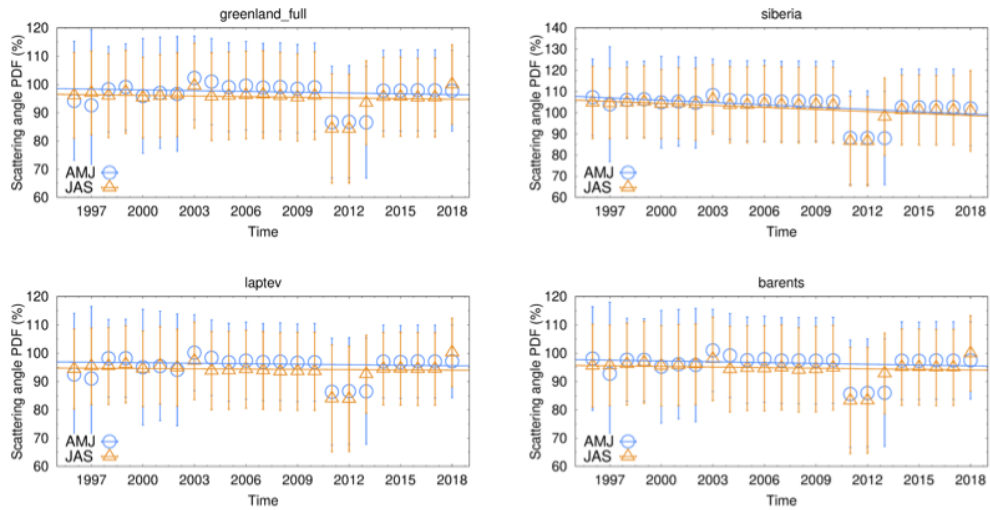 greenland_full
Scattering angle PDF (%)
120
110
100
90
80
70
60
AMJ
JAS
1997 2000 2003 2006 2009 2012 2015 2018
Time
siberia
Scattering angle PDF (%)
140
130
120
110
100
90
80
70
60
AMJ
JAS
1997 2000 2003 2006 2009 2012 2015 2018
Time
laptev
Scattering angle PDF (%)
120
110
100
90
80
70
60
AMJ
JAS
1997 2000 2003 2006 2009 2012 2015 2018
Time
barents
Scattering angle PDF (%)
120
110
100
90
80
70
60
AMJ
JAS
1997 2000 2003 2006 2009 2012 2015 2018
Time